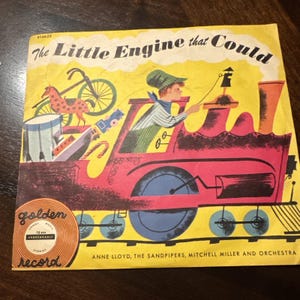 The Little Engine that Could
golden
record
ANNE LLOYD, THE SANDPIPERS, MITCHELL MILLER AND ORCHESTRA